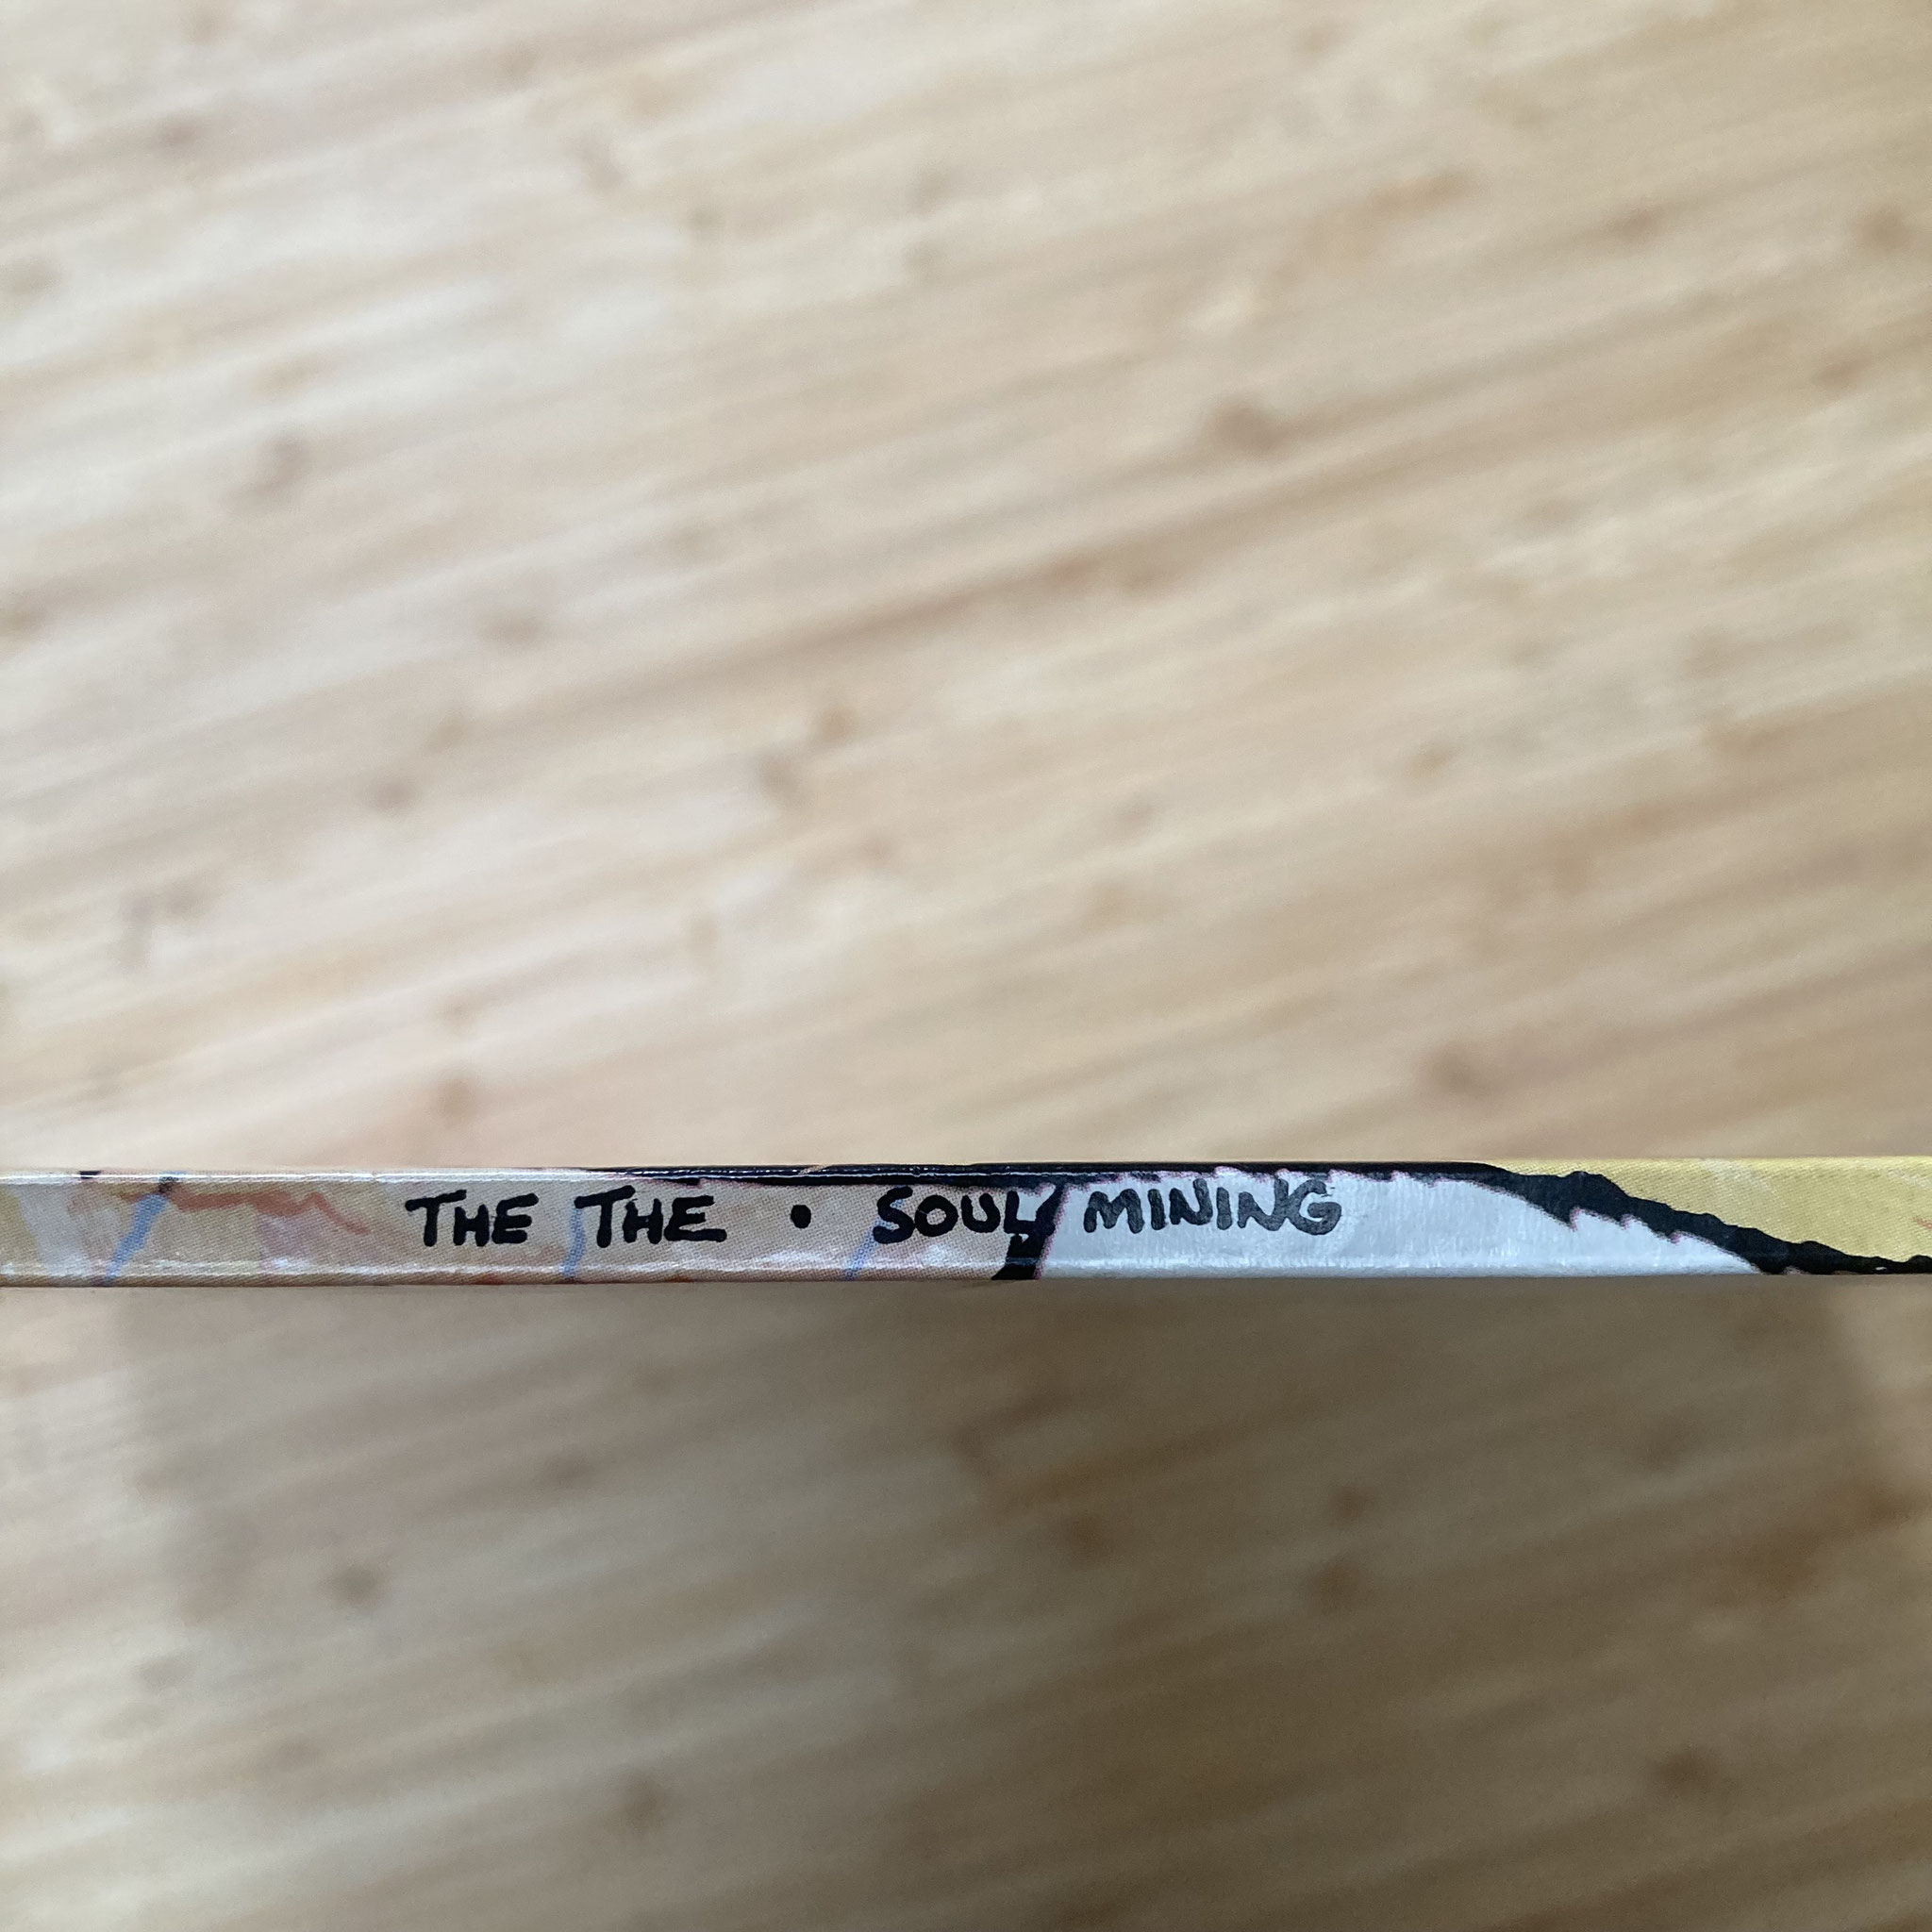 THE THE • SOUL MINING